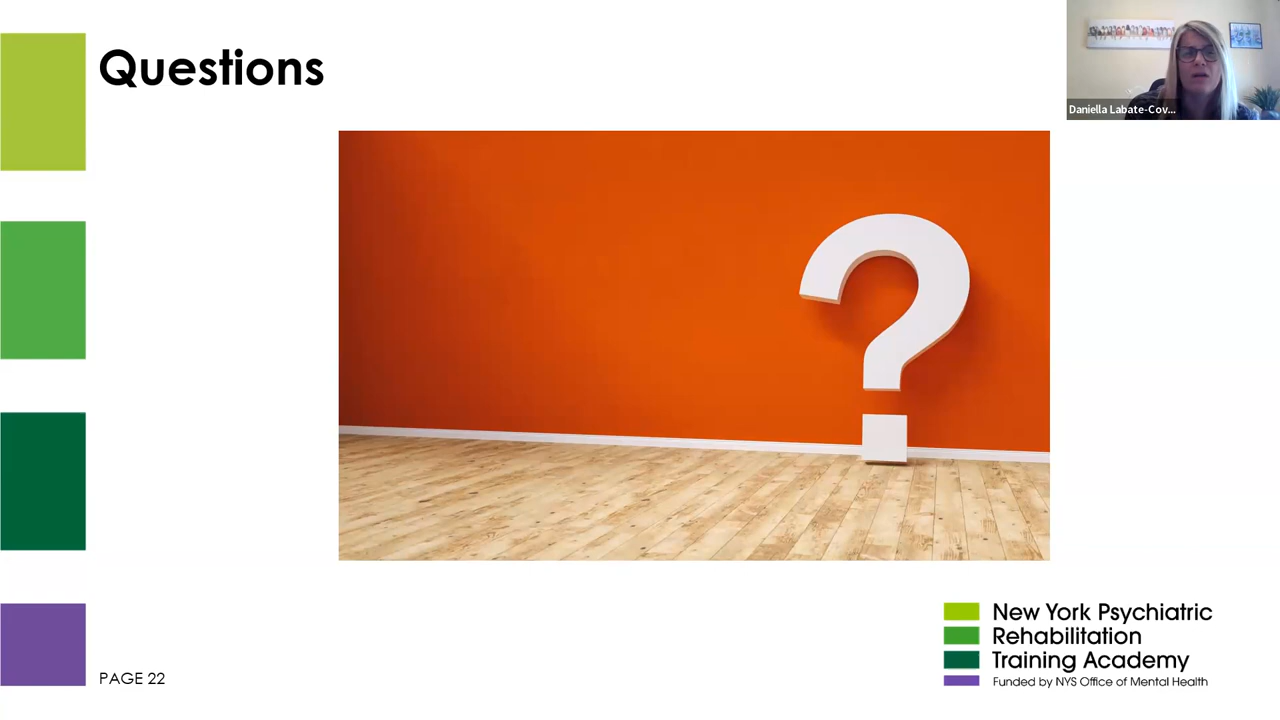 Questions
Daniella Labate-Cov...
New York Psychiatric
Rehabilitation
Training Academy
Funded by NYS Office of Mental Health
PAGE 22